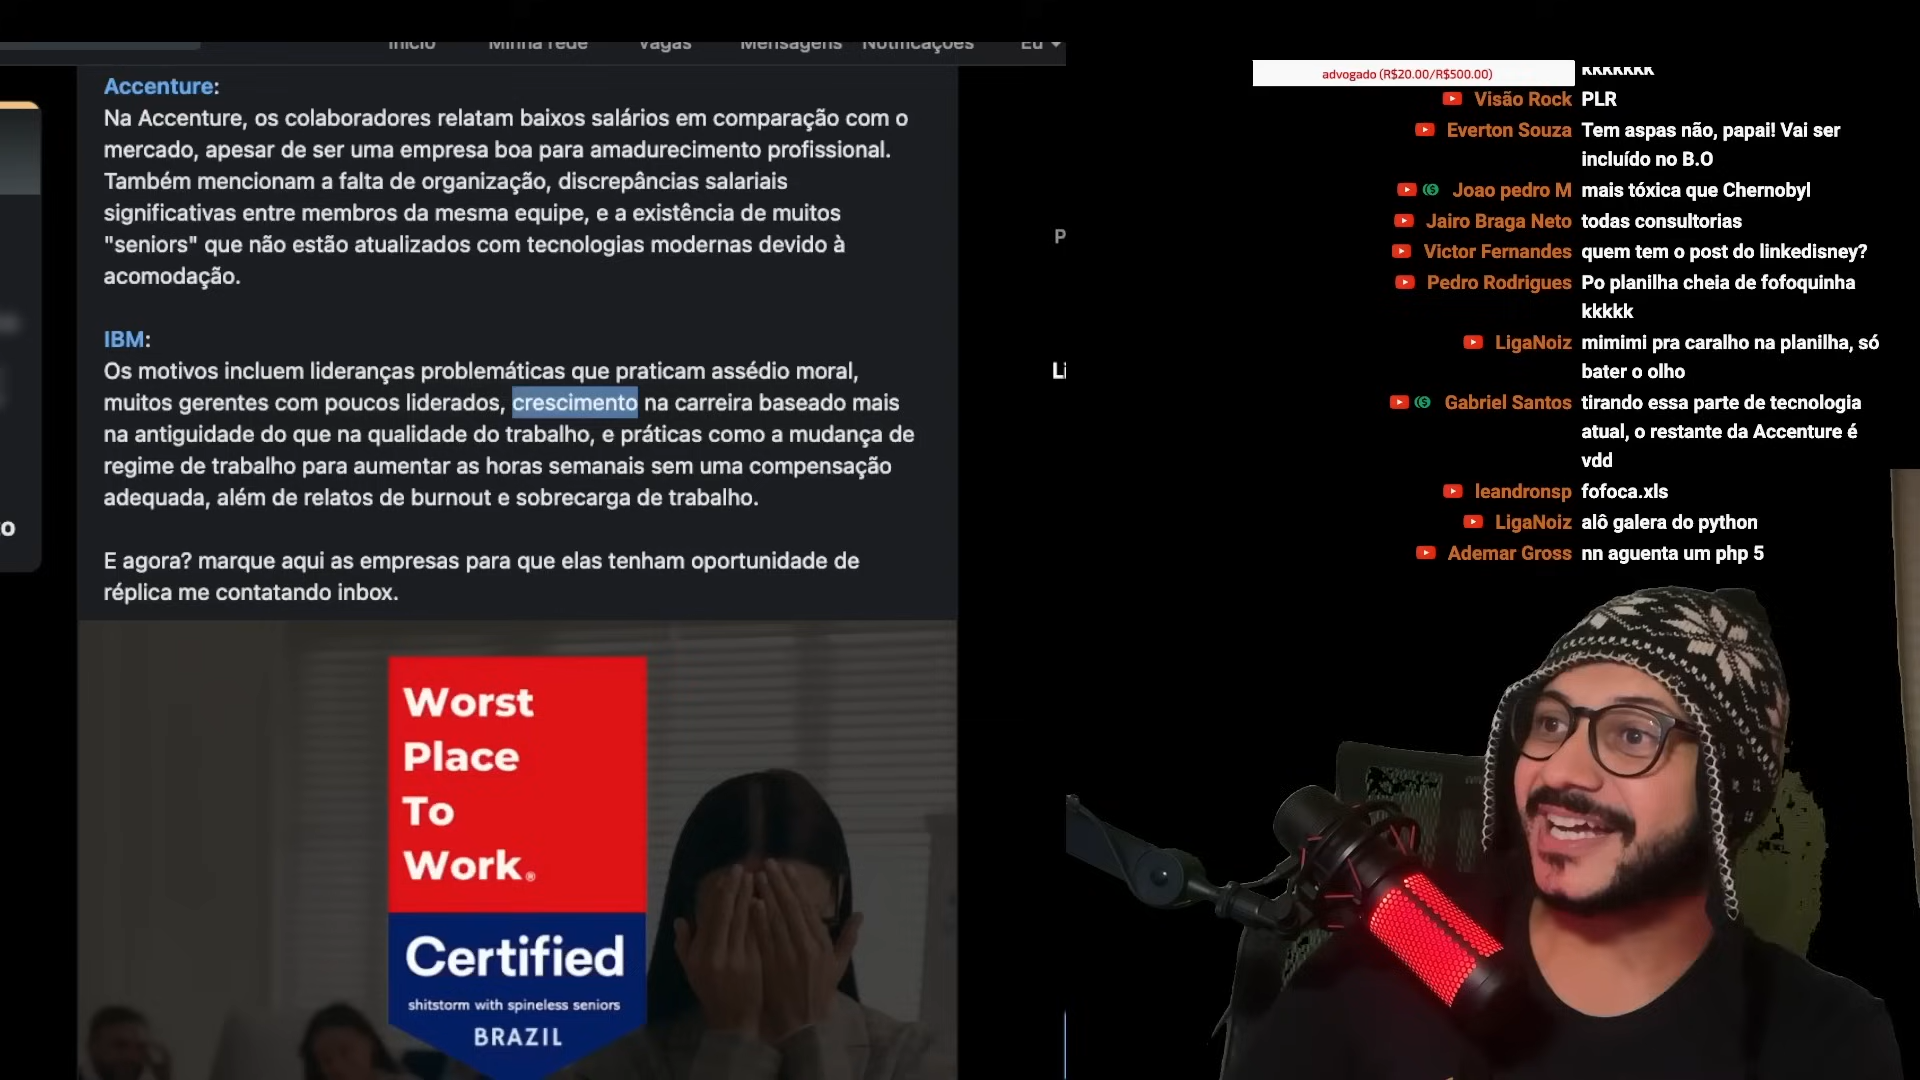 Início Minha rede Vagas Mensagens Notificações Eu
Accenture:
Na Accenture, os colaboradores relatam baixos salários em comparação com o
mercado, apesar de ser uma empresa boa para amadurecimento profissional.
Também mencionam a falta de organização, discrepâncias salariais
significativas entre membros da mesma equipe, e a existência de muitos
"seniors" que não estão atualizados com tecnologias modernas devido à
acomodação.
IBM:
Os motivos incluem lideranças problemáticas que praticam assédio moral,
muitos gerentes com poucos liderados, crescimento na carreira baseado mais
na antiguidade do que na qualidade do trabalho, e práticas como a mudança de
regime de trabalho para aumentar as horas semanais sem uma compensação
adequada, além de relatos de burnout e sobrecarga de trabalho.
E agora? marque aqui as empresas para que elas tenham oportunidade de
réplica me contatando inbox.
Worst
Place
To
Work®
Certified
shitstorm with spineless seniors
BRAZIL
advogado (R$20.00/R$500.00)
kkkkkkk
Visão Rock PLR
Everton Souza Tem aspas não, papai! Vai ser
incluído no B.O
Joao pedro M mais tóxica que Chernobyl
Jairo Braga Neto todas consultorias
Victor Fernandes quem tem o post do linkedisney?
Pedro Rodrigues Po planilha cheia de fofoquinha
kkkkk
LigaNoiz mimimi pra caralho na planilha, só
bater o olho
Gabriel Santos tirando essa parte de tecnologia
atual, o restante da Accenture é
vdd
leandronsp fofoca.xls
LigaNoiz alô galera do python
Ademar Gross nn aguenta um php 5